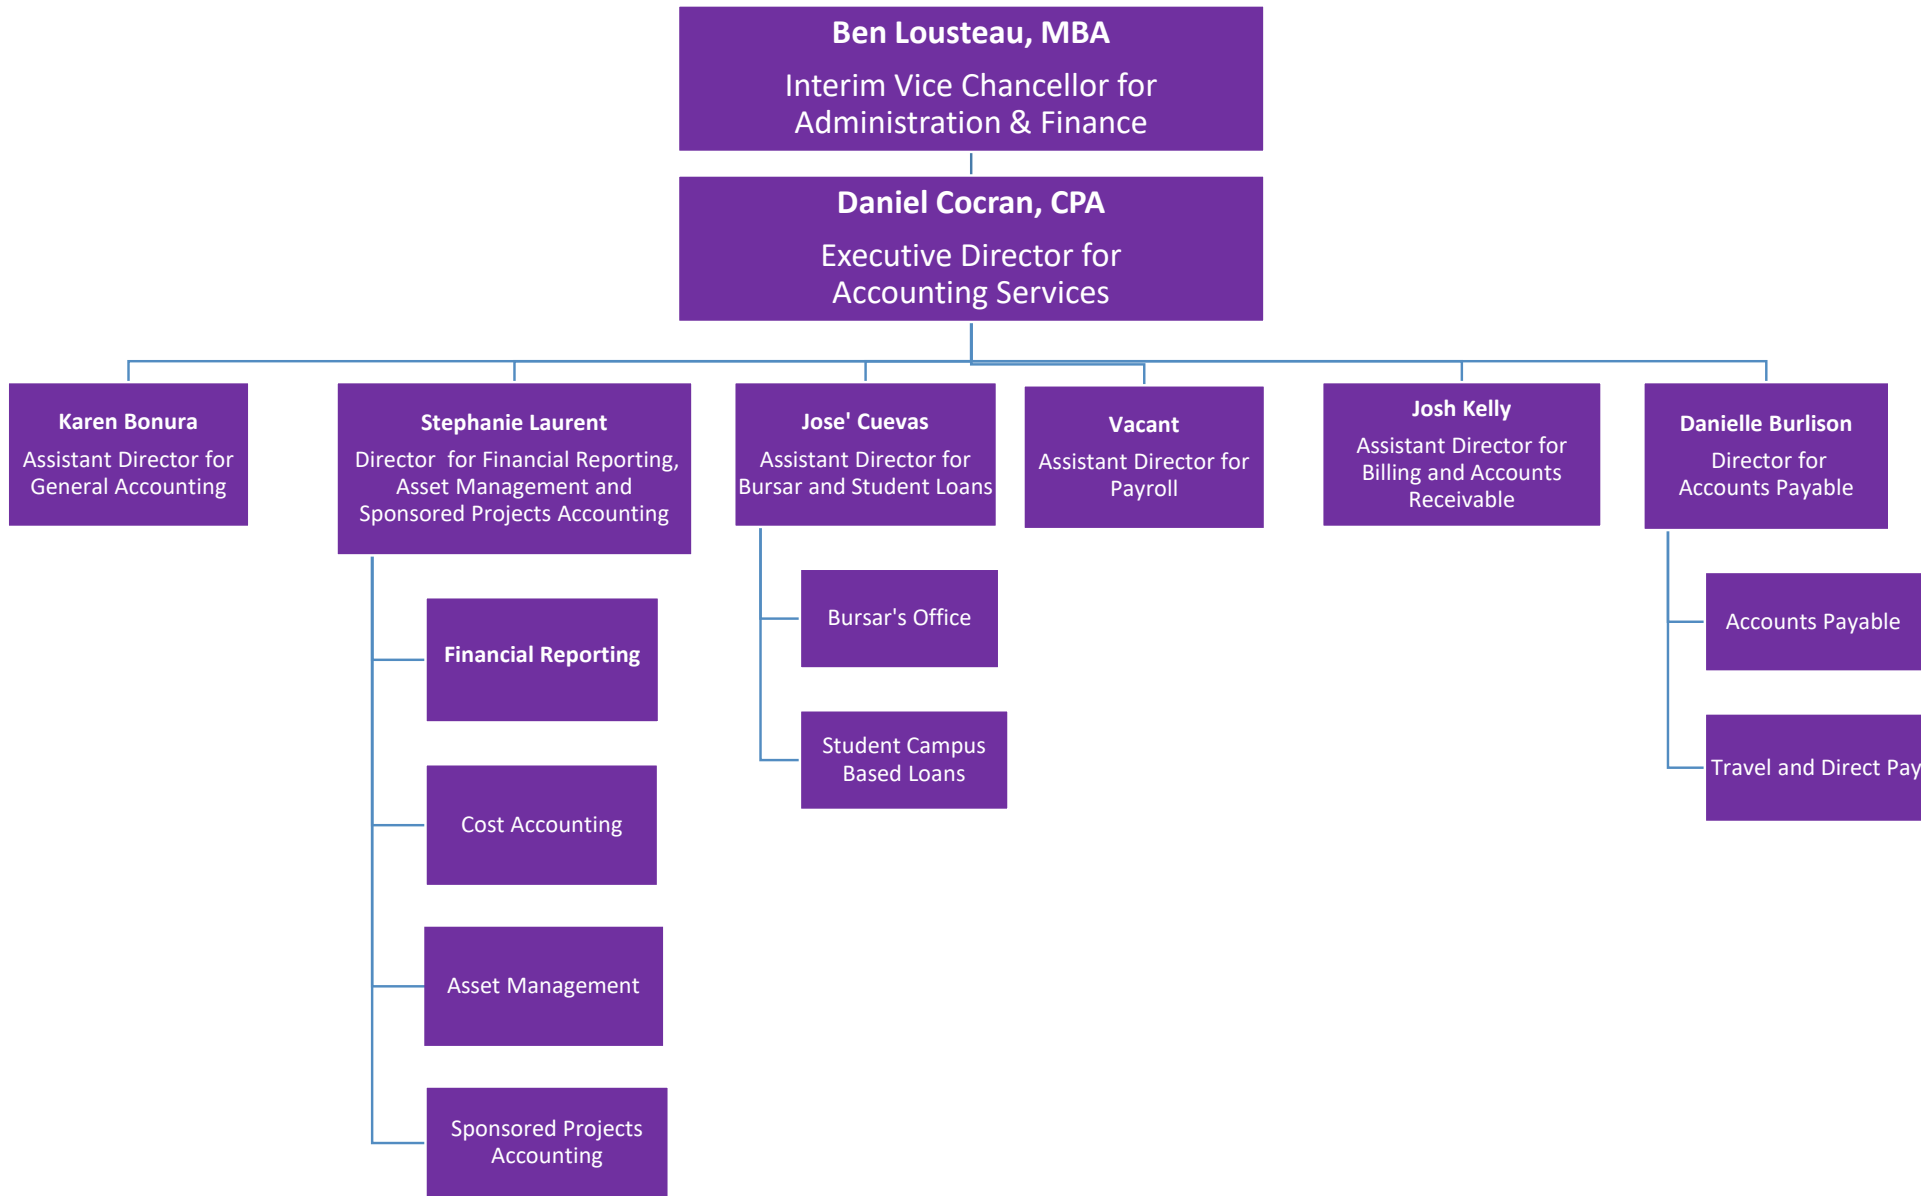 Ben Lousteau, MBA
Interim Vice Chancellor for
Administration & Finance
Daniel Cocran, CPA
Executive Director for
Accounting Services
Karen Bonura
Assistant Director for
General Accounting
Stephanie Laurent
Director for Financial Reporting,
Asset Management and
Sponsored Projects Accounting
Jose' Cuevas
Assistant Director for
Bursar and Student Loans
Vacant
Assistant Director for
Payroll
Josh Kelly
Assistant Director for
Billing and Accounts
Receivable
Danielle Burlison
Director for
Accounts Payable
Financial Reporting
Cost Accounting
Asset Management
Sponsored Projects
Accounting
Bursar's Office
Student Campus
Based Loans
Accounts Payable
Travel and Direct Pay